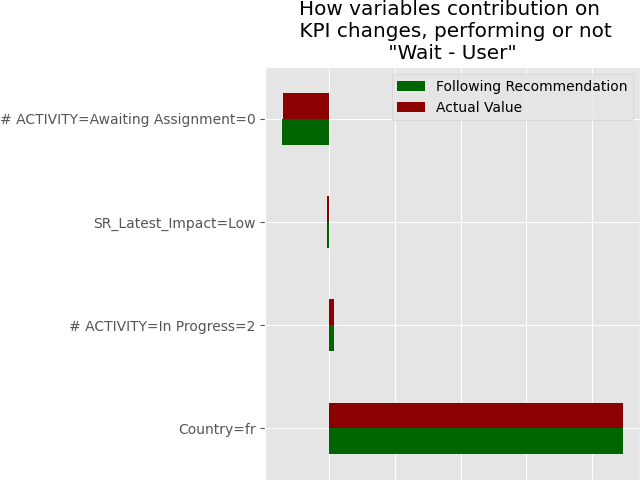 How variables contribution on
KPI changes, performing or not
"Wait - User"
Following Recommendation
Actual Value
# ACTIVITY=Awaiting Assignment=0
SR_Latest_Impact=Low
# ACTIVITY=In Progress=2
Country=fr